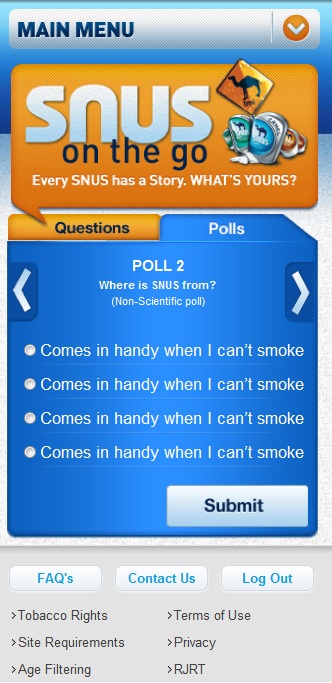 MAIN MENU
SNUS
on the go
Every SNUS has a Story. WHAT'S YOURS?
Questions
Polls
POLL 2
Where is SNUS from?
(Non-Scientific poll)
Comes in handy when I can't smoke
Comes in handy when I can't smoke
Comes in handy when I can't smoke
Comes in handy when I can't smoke
Submit
FAQ's
Contact Us
Log Out
>Tobacco Rights
>Terms of Use
>Site Requirements
>Privacy
>Age Filtering
>RJRT